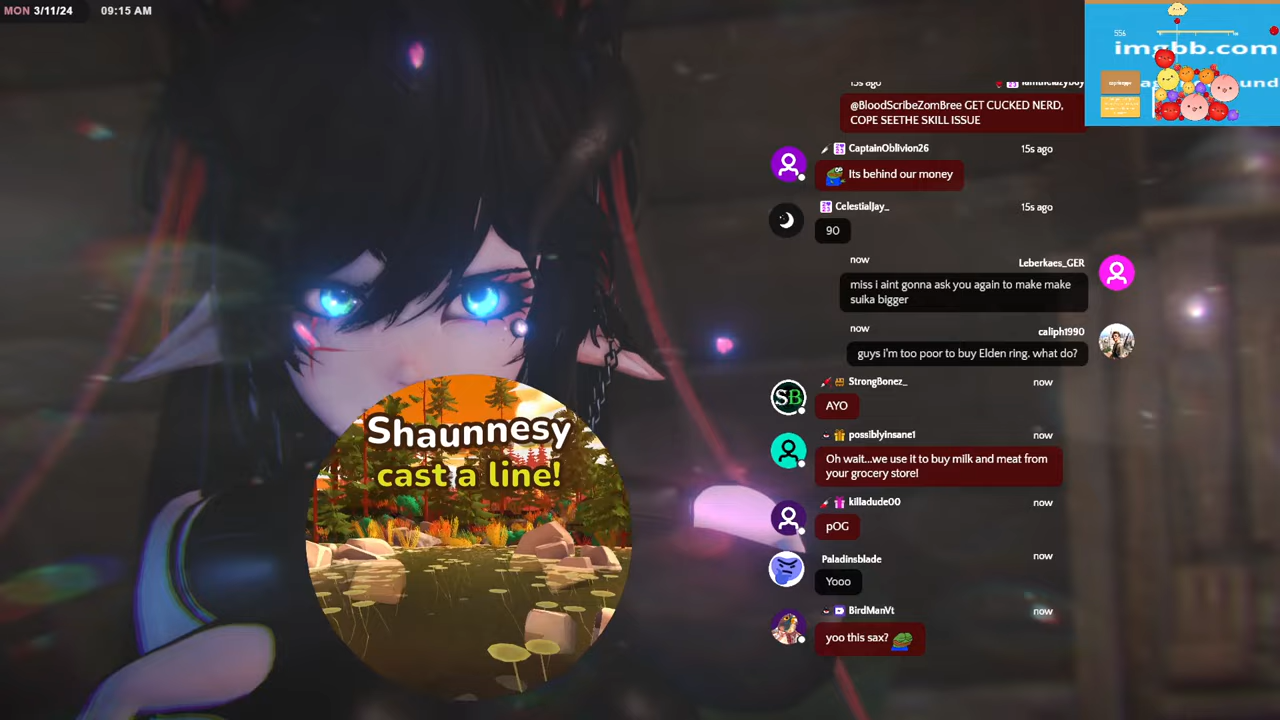 MON 3/11/24
09:15 AM
imgbb.com
15s ago
@BloodScribeZomBree GET CUCKED NERD,
COPE SEETHE SKILL ISSUE
CaptainOblivion26
15s ago
Its behind our money
CelestialJay_
15s ago
90
now
Leberkaes_GER
miss i aint gonna ask you again to make make
suika bigger
now
caliph1990
guys i'm too poor to buy Elden ring. what do?
StrongBonez_
now
AYO
SB
possiblyinsane1
now
Oh wait...we use it to buy milk and meat from
your grocery store!
killadude00
now
pOG
Paladinsblade
now
Yooo
BirdManVt
now
yoo this sax?
Shaunnesy
cast a line!